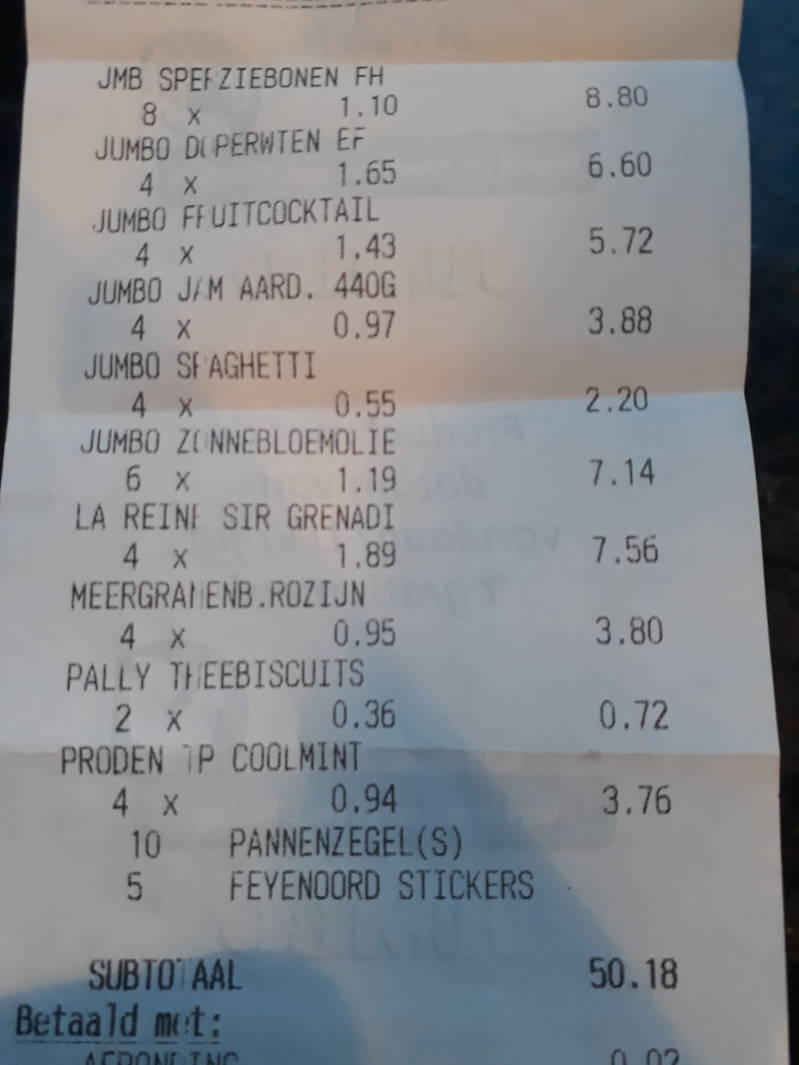 JMB SPERZIEBONEN FH
8 x 1.10 8.80
JUMBO DOPERWTEN EF
4 x 1.65 6.60
JUMBO FRUITCOCKTAIL
4 x 1.43 5.72
JUMBO JAM AARD. 440G
4 x 0.97 3.88
JUMBO SPAGHETTI
4 x 0.55 2.20
JUMBO ZONNEBLOEMOLIE
6 x 1.19 7.14
LA REINE SIR GRENADI
4 x 1.89 7.56
MEERGRANENB.ROZIJN
4 x 0.95 3.80
PALLY THEEBISCUITS
2 x 0.36 0.72
PRODEN TP COOLMINT
4 x 0.94 3.76
10 PANNENZEGEL(S)
5 FEYENOORD STICKERS
SUBTOTAAL 50.18
Betaald met:
AFRONDING 0.02